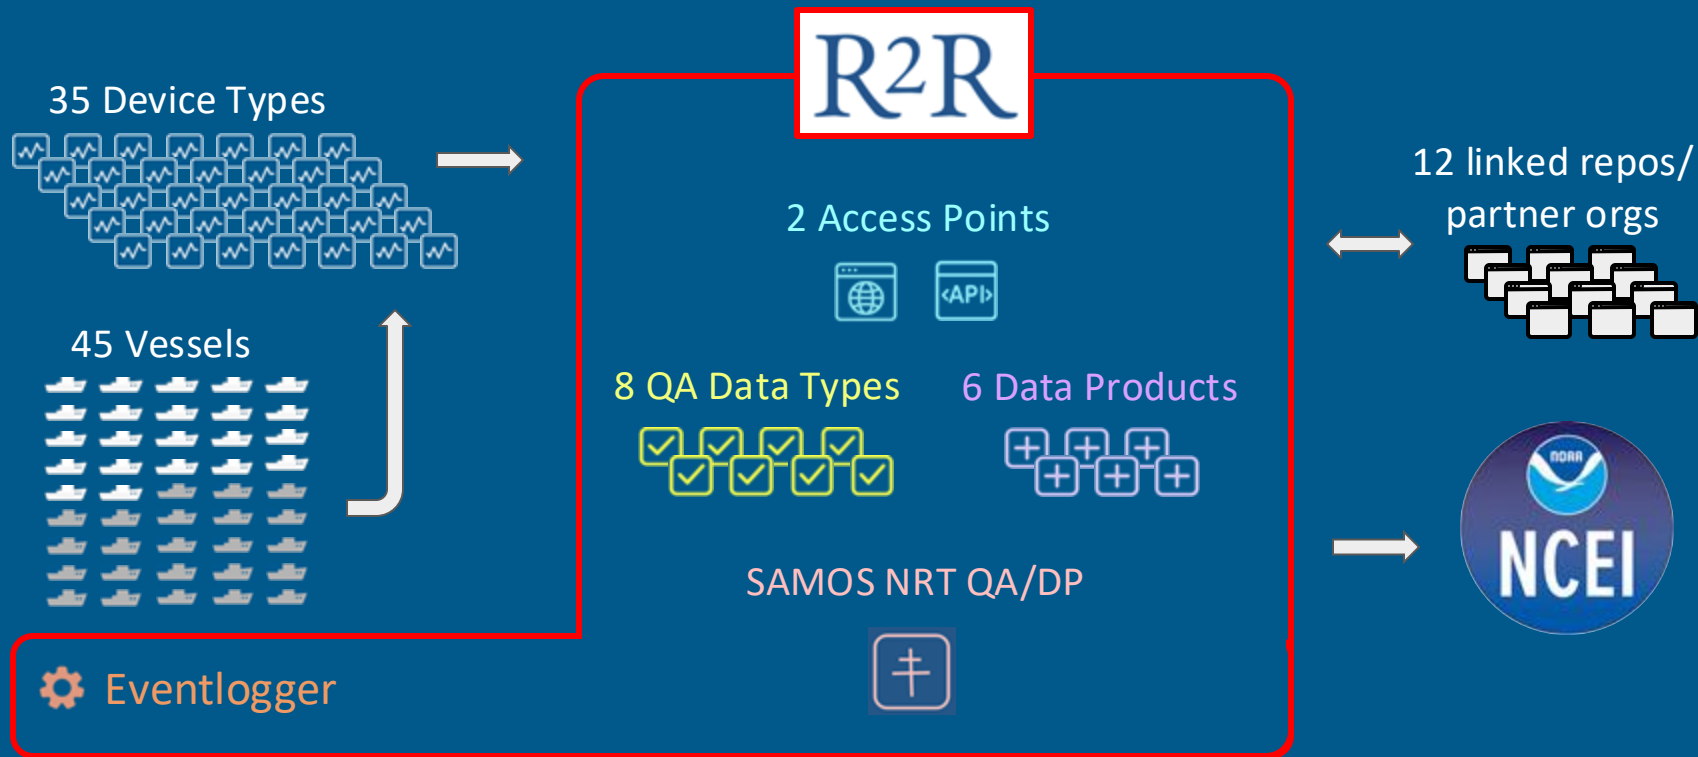 R2R
35 Device Types
12 linked repos/
partner orgs
2 Access Points
<API>
45 Vessels
8 QA Data Types
6 Data Products
NOAA
NCEI
SAMOS NRT QA/DP
Eventlogger